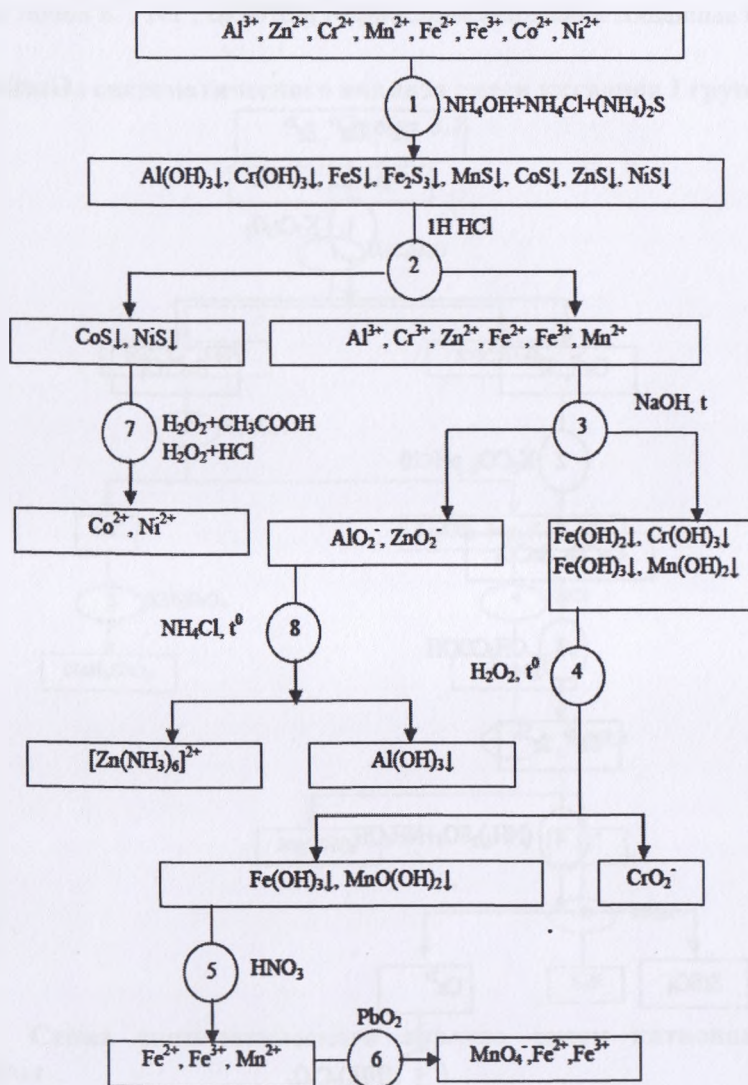 Al³⁺, Zn²⁺, Cr²⁺, Mn²⁺, Fe²⁺, Fe³⁺, Co²⁺, Ni²⁺
1
NH₄OH+NH₄Cl+(NH₄)₂S
Al(OH)₃↓, Cr(OH)₃↓, FeS↓, Fe₂S₃↓, MnS↓, CoS↓, ZnS↓, NiS↓
1H HCl
2
CoS↓, NiS↓
Al³⁺, Cr³⁺, Zn²⁺, Fe²⁺, Fe³⁺, Mn²⁺
7
H₂O₂+CH₃COOH
H₂O₂+HCl
3
NaOH, t
Co²⁺, Ni²⁺
AlO₂⁻, ZnO₂⁻
Fe(OH)₂↓, Cr(OH)₃↓
Fe(OH)₃↓, Mn(OH)₂↓
NH₄Cl, t⁰
8
H₂O₂, t⁰
4
[Zn(NH₃)₆]²⁺
Al(OH)₃↓
Fe(OH)₃↓, MnO(OH)₂↓
CrO₂⁻
5
HNO₃
Fe²⁺, Fe³⁺, Mn²⁺
PbO₂
6
MnO₄⁻, Fe²⁺, Fe³⁺